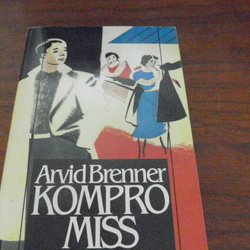 Arvid Brenner
KOMPRO
MISS